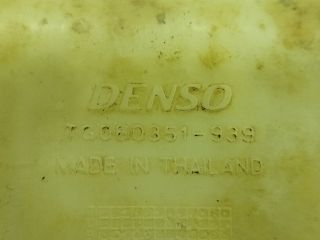 DENSO
TG060351-939
MADE IN THAILAND